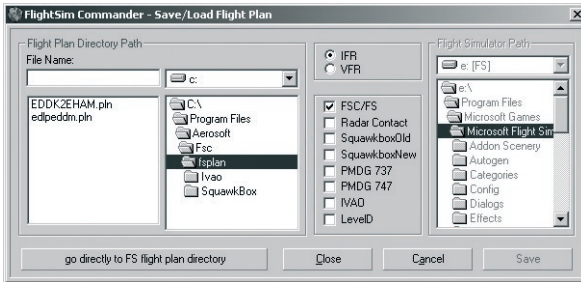 FlightSim Commander - Save/Load Flight Plan
Flight Plan Directory Path
File Name:
c:
EDDK2EHAM.pln
edlpeddm.pln
C:\
Program Files
Aerosoft
Fsc
fsplan
Ivao
SquawkBox
IFR
VFR
FSC/FS
Radar Contact
SquawkboxOld
SquawkboxNew
PMDG 737
PMDG 747
IVAO
LevelD
Flight Simulator Path
e: [FS]
e:\
Program Files
Microsoft Games
Microsoft Flight Sim
Addon Scenery
Autogen
Categories
Config
Dialogs
Effects
go directly to FS flight plan directory
Close
Cancel
Save